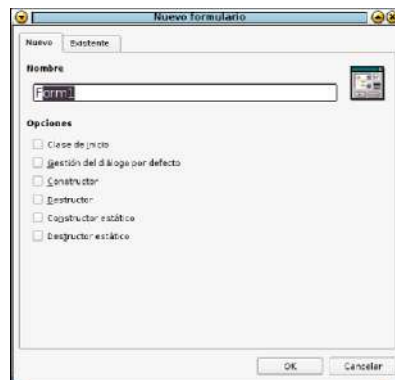 Nuevo formulario
Nuevo Existente
Nombre
Form1
Opciones
Clase de inicio
Gestión del diálogo por defecto
Constructor
Destructor
Constructor estático
Destructor estático
OK Cancelar